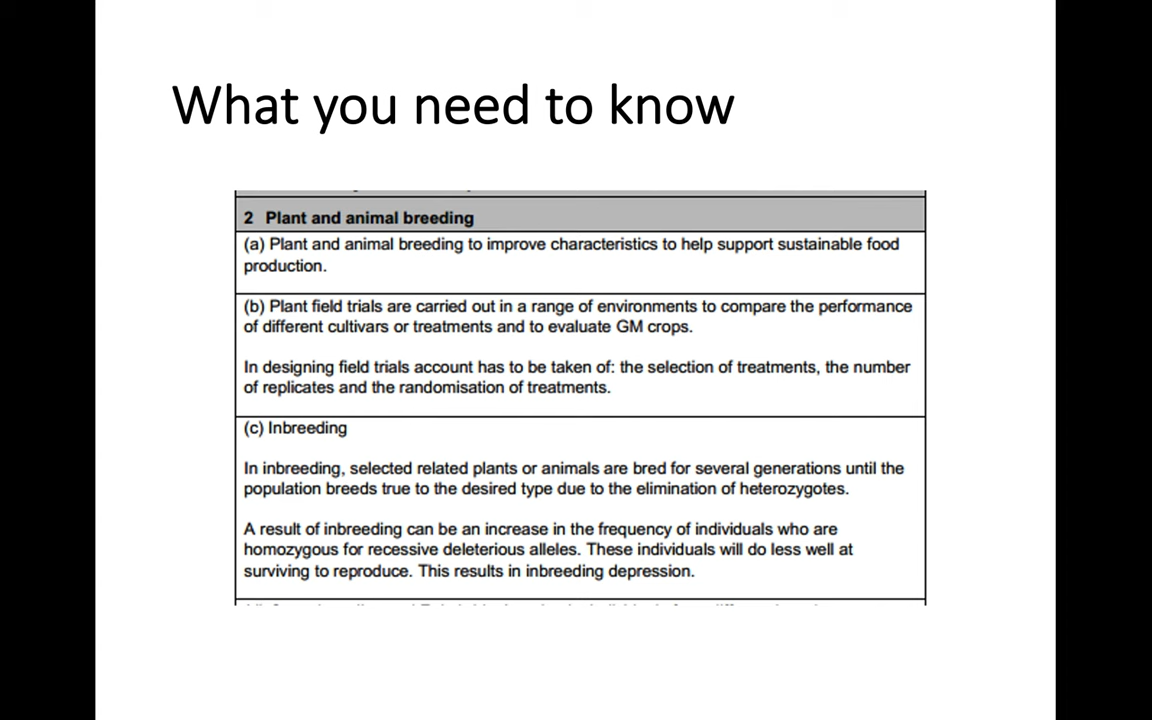 What you need to know
2 Plant and animal breeding
(a) Plant and animal breeding to improve characteristics to help support sustainable food
production.
(b) Plant field trials are carried out in a range of environments to compare the performance
of different cultivars or treatments and to evaluate GM crops.
In designing field trials account has to be taken of: the selection of treatments, the number
of replicates and the randomisation of treatments.
(c) Inbreeding
In inbreeding, selected related plants or animals are bred for several generations until the
population breeds true to the desired type due to the elimination of heterozygotes.
A result of inbreeding can be an increase in the frequency of individuals who are
homozygous for recessive deleterious alleles. These individuals will do less well at
surviving to reproduce. This results in inbreeding depression.